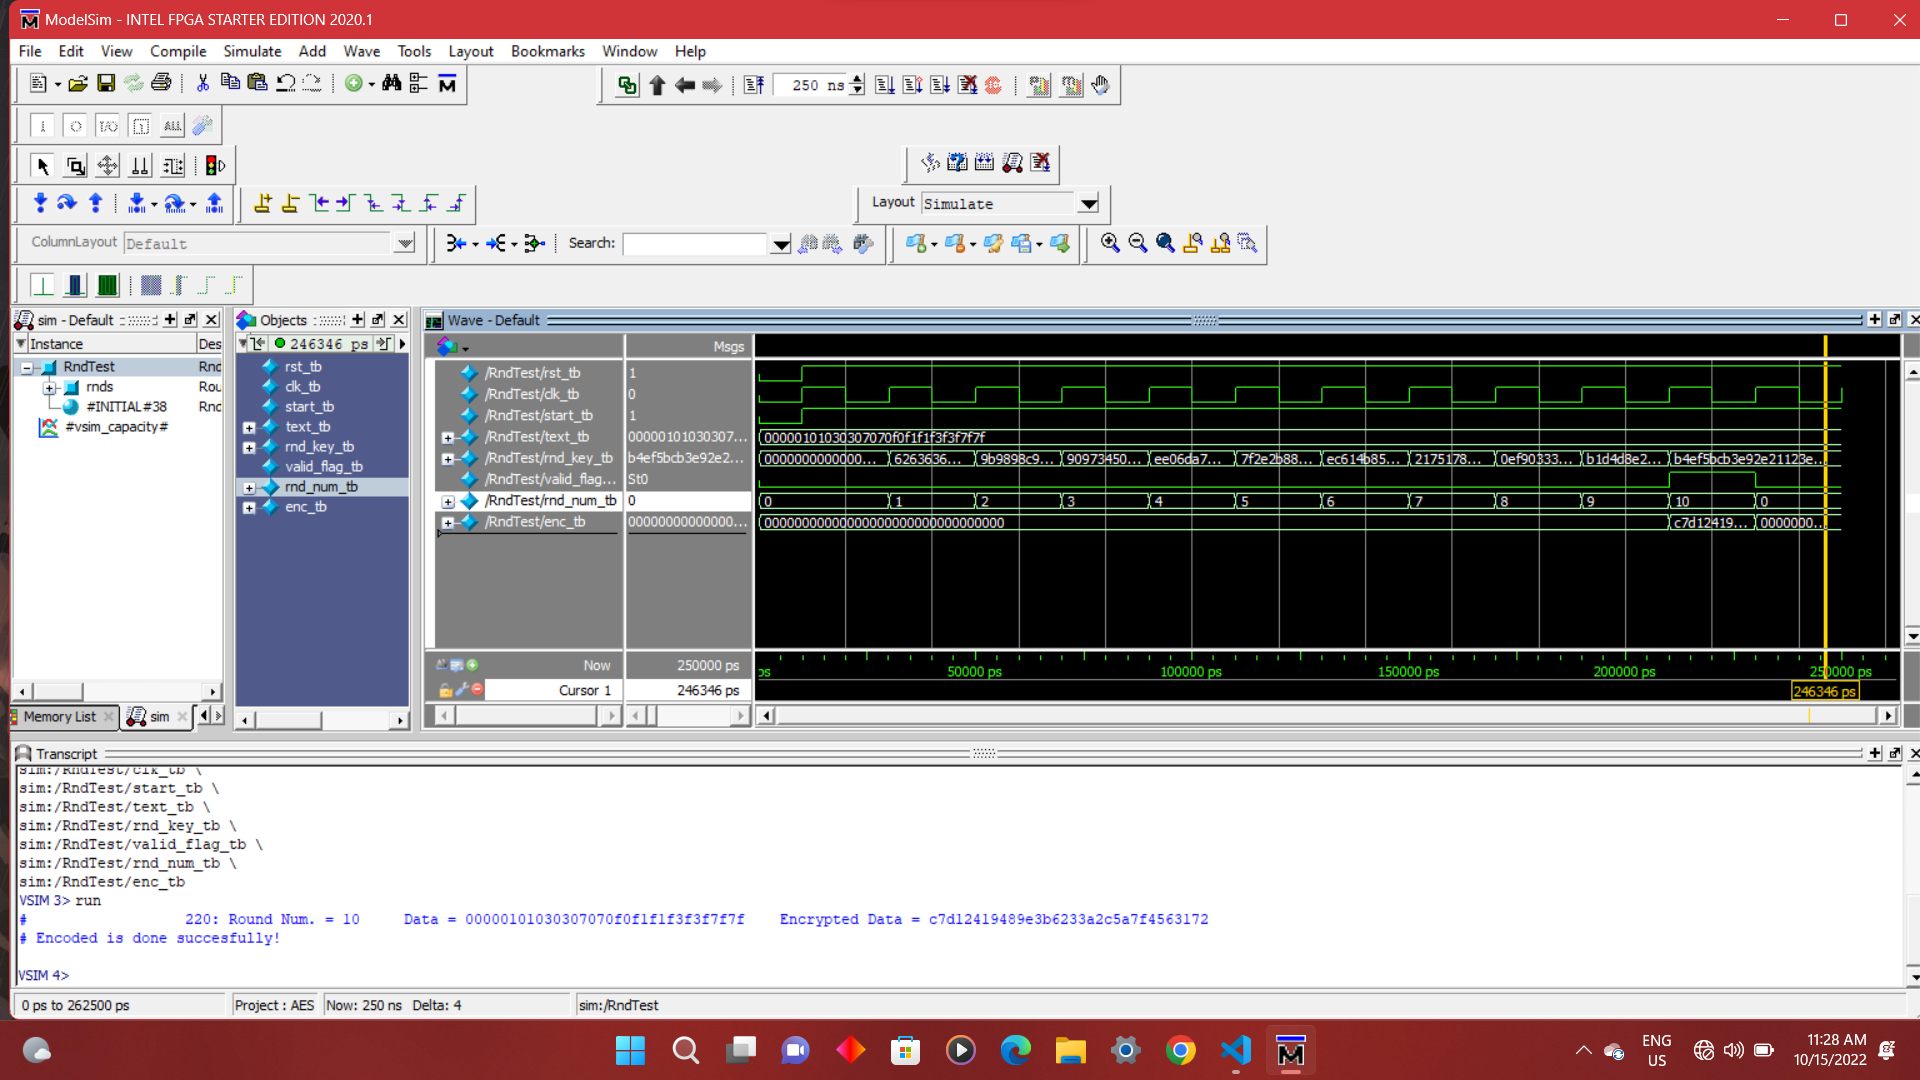 ModelSim - INTEL FPGA STARTER EDITION 2020.1
File Edit View Compile Simulate Add Wave Tools Layout Bookmarks Window Help
250 ns
ALL
Layout Simulate
ColumnLayout Default
Search:
sim - Default
Objects
Wave - Default
Instance Des
246346 ps
Msgs
RndTest Rnd
rnds Rou
#INITIAL#38 Rnd
#vsim_capacity#
rst_tb
clk_tb
start_tb
text_tb
rnd_key_tb
valid_flag_tb
rnd_num_tb
enc_tb
/RndTest/rst_tb 1
/RndTest/clk_tb 0
/RndTest/start_tb 1
/RndTest/text_tb 00000101030307... 00000101030307070f0f1f1f3f3f7f7f
/RndTest/rnd_key_tb b4ef5bcb3e92e2... 0000000000000... 6263636... 9b9898c9... 90973450... ee06da7... 7f2e2b88... ec614b85... 2175178... 0ef90333... b1d4d8e2... b4ef5bcb3e92e21123e...
/RndTest/valid_flag... St0
/RndTest/rnd_num_tb 0 0 1 2 3 4 5 6 7 8 9 10 0
/RndTest/enc_tb 00000000000000... 00000000000000000000000000000000 c7d12419... 0000000...
Now 250000 ps
ps 50000 ps 100000 ps 150000 ps 200000 ps 250000 ps
Cursor 1 246346 ps
246346 ps
Memory List sim
Transcript
sim:/RndTest/clk_tb \
sim:/RndTest/start_tb \
sim:/RndTest/text_tb \
sim:/RndTest/rnd_key_tb \
sim:/RndTest/valid_flag_tb \
sim:/RndTest/rnd_num_tb \
sim:/RndTest/enc_tb
VSIM 3> run
# 220: Round Num. = 10 Data = 00000101030307070f0f1f1f3f3f7f7f Encrypted Data = c7d12419489e3b6233a2c5a7f4563172
# Encoded is done succesfully!
VSIM 4>
0 ps to 262500 ps Project : AES Now: 250 ns Delta: 4 sim:/RndTest
ENG
US
11:28 AM
10/15/2022